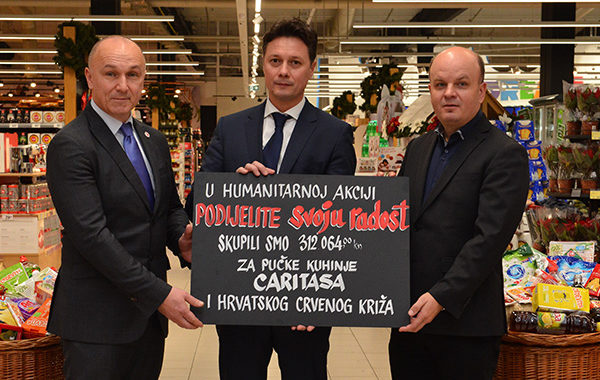 U HUMANITARNOJ AKCIJI
PODIJELITE svoju radost
SKUPILI SMO 312 064,00 kn
ZA PUČKE KUHINJE
CARITASA
I HRVATSKOG CRVENOG KRIŽA